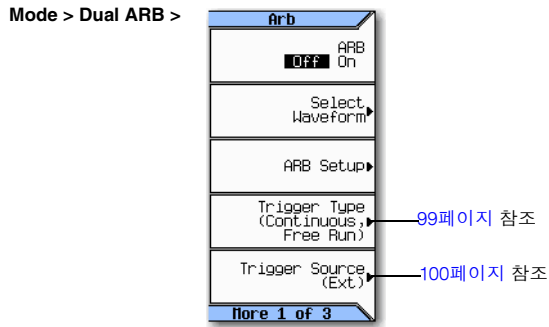 Mode > Dual ARB >
Arb
ARB
Off On
Select
Waveform
ARB Setup
Trigger Type
(Continuous,
Free Run)
99페이지 참조
Trigger Source
(Ext)
100페이지 참조
More 1 of 3